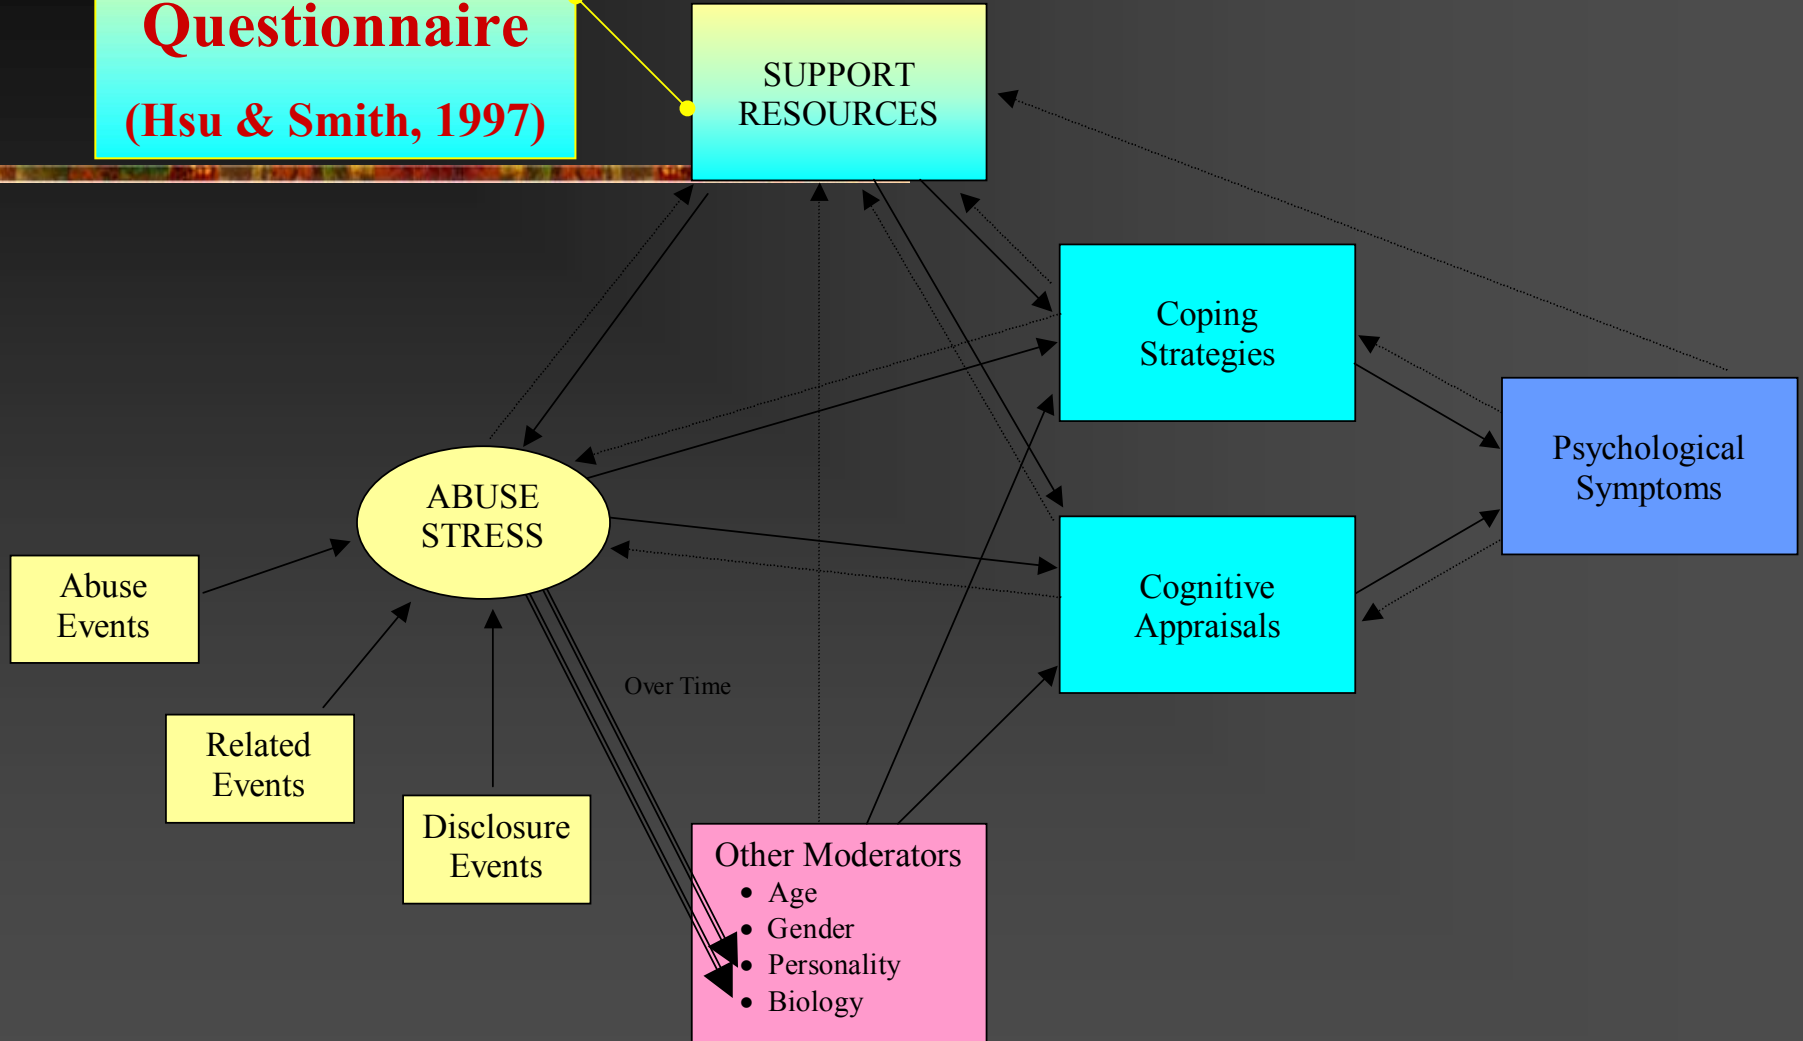 Questionnaire
(Hsu & Smith, 1997)
SUPPORT
RESOURCES
Coping
Strategies
Psychological
Symptoms
ABUSE
STRESS
Cognitive
Appraisals
Abuse
Events
Over Time
Related
Events
Disclosure
Events
Other Moderators
• Age
• Gender
• Personality
• Biology